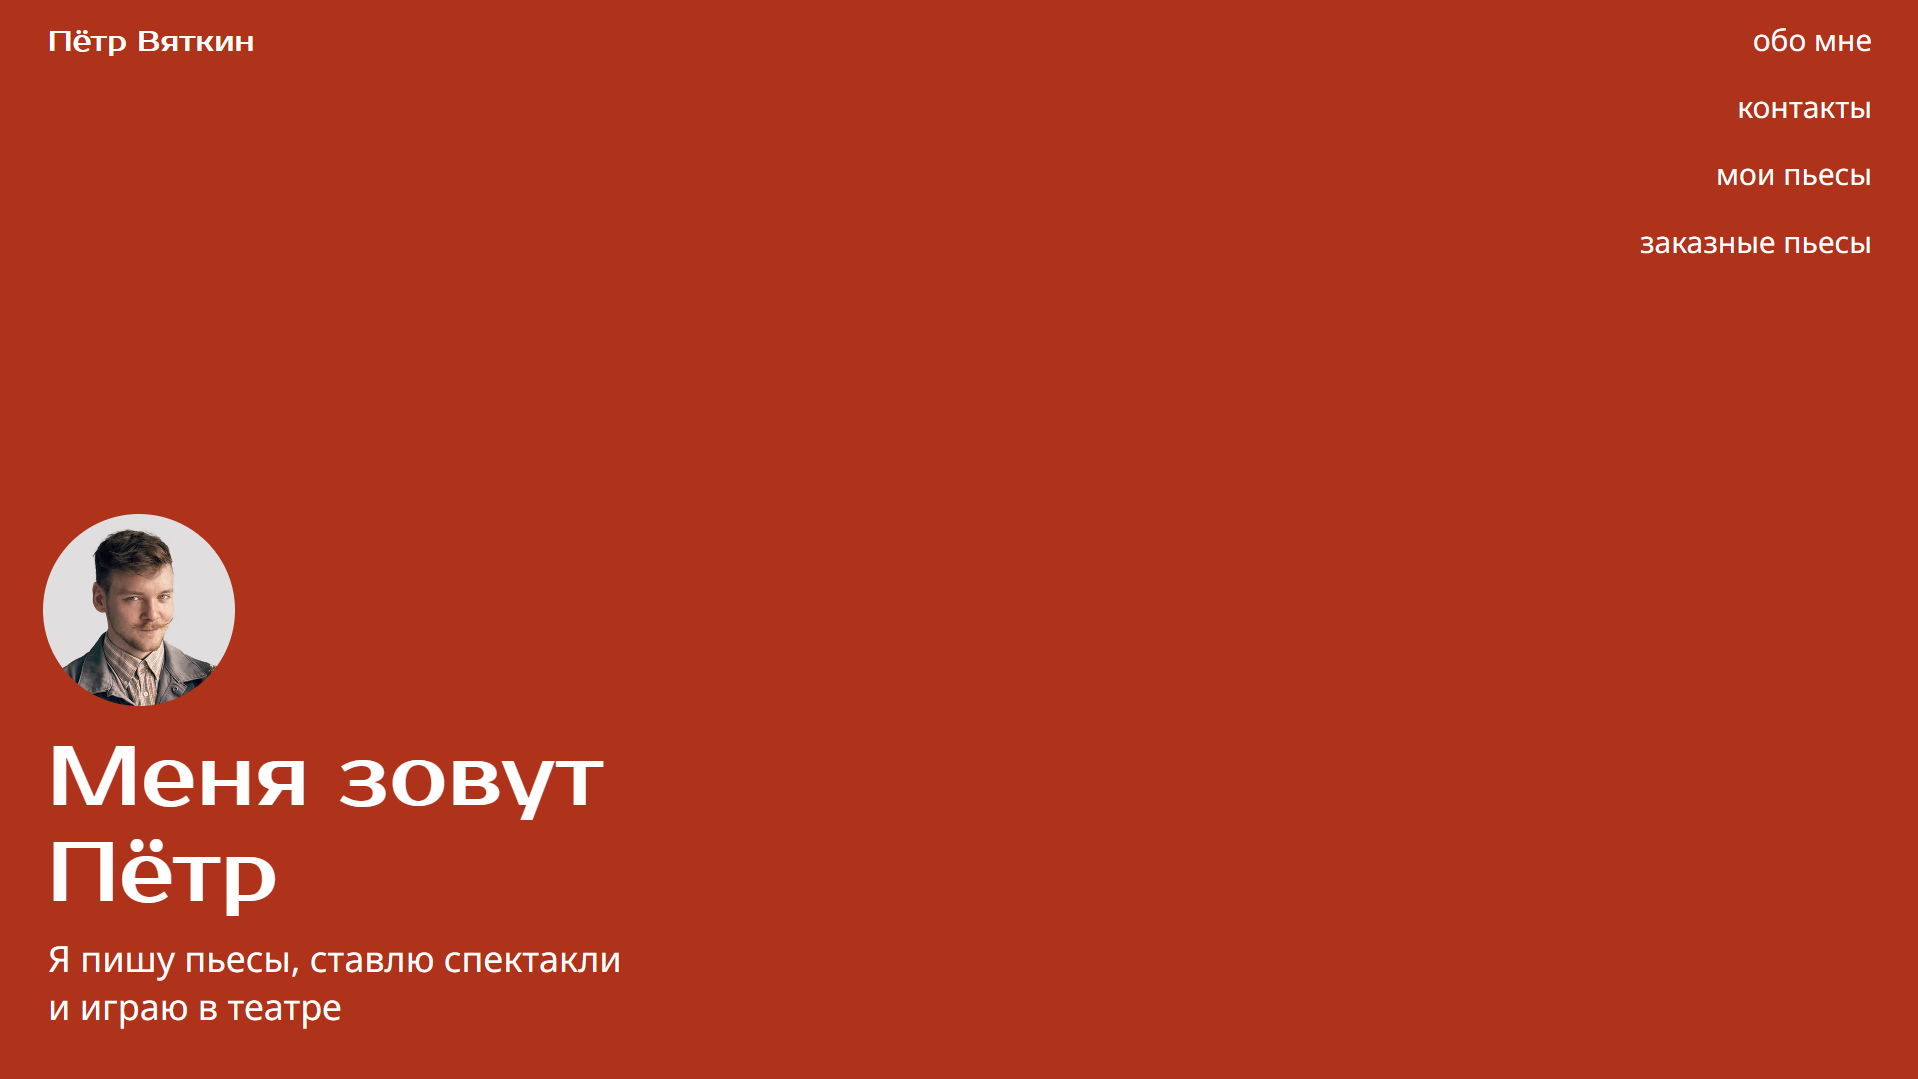 Пётр Вяткин
обо мне
контакты
мои пьесы
заказные пьесы
Меня зовут
Пётр
Я пишу пьесы, ставлю спектакли
и играю в театре